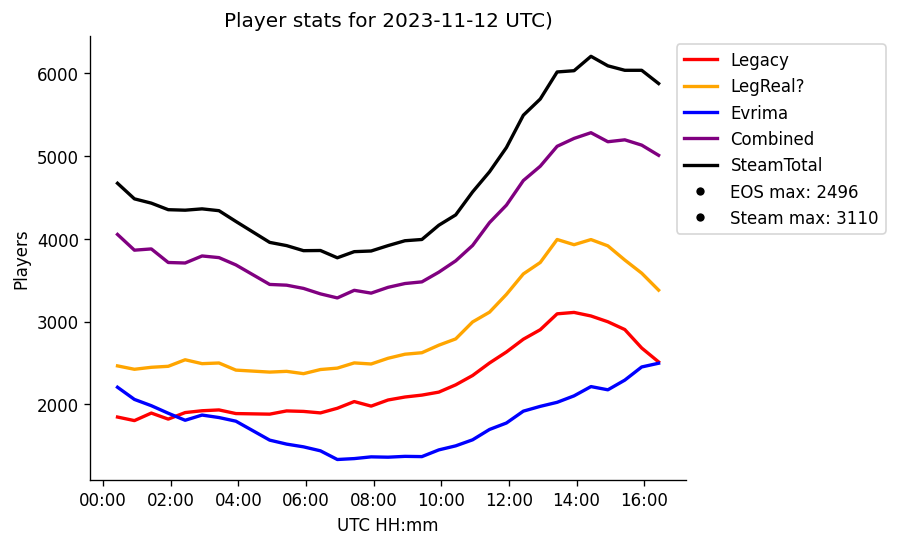 Player stats for 2023-11-12 UTC)
Legacy
LegReal?
Evrima
Combined
SteamTotal
EOS max: 2496
Steam max: 3110
Players
6000
5000
4000
3000
2000
00:00 02:00 04:00 06:00 08:00 10:00 12:00 14:00 16:00
UTC HH:mm